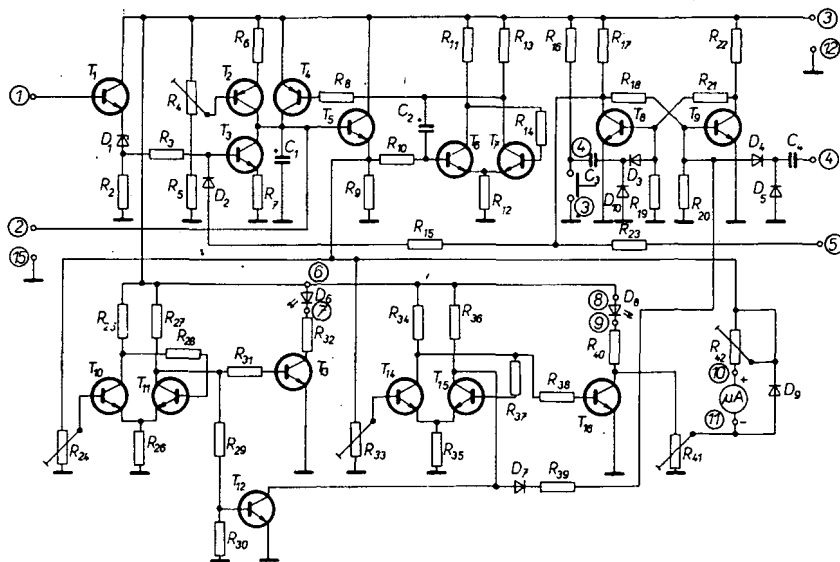 R6 R11 R13 R16 R17 R22 3
12
T1 T2 T4 R8 R18 R21
1 R4 T5 C2 + T8 T9
R14
D1 R3 T3 R10 T6 T7 4 D4 C4 4
+ C1 C3 D3
R2 R5 D2 R7 R9 R12 3 D10 R19 R20 D5
2
R15 R23 5
15
6 D6 8 D8
7 9
R25 R27 R28 R32 R34 R36 R40 R42
T10 T11 R31 T13 T14 T15 R37 R38 10 +
µA D9
11 −
T16
R24 R26 R29 R33 R35 R41
D7 R39
T12
R30